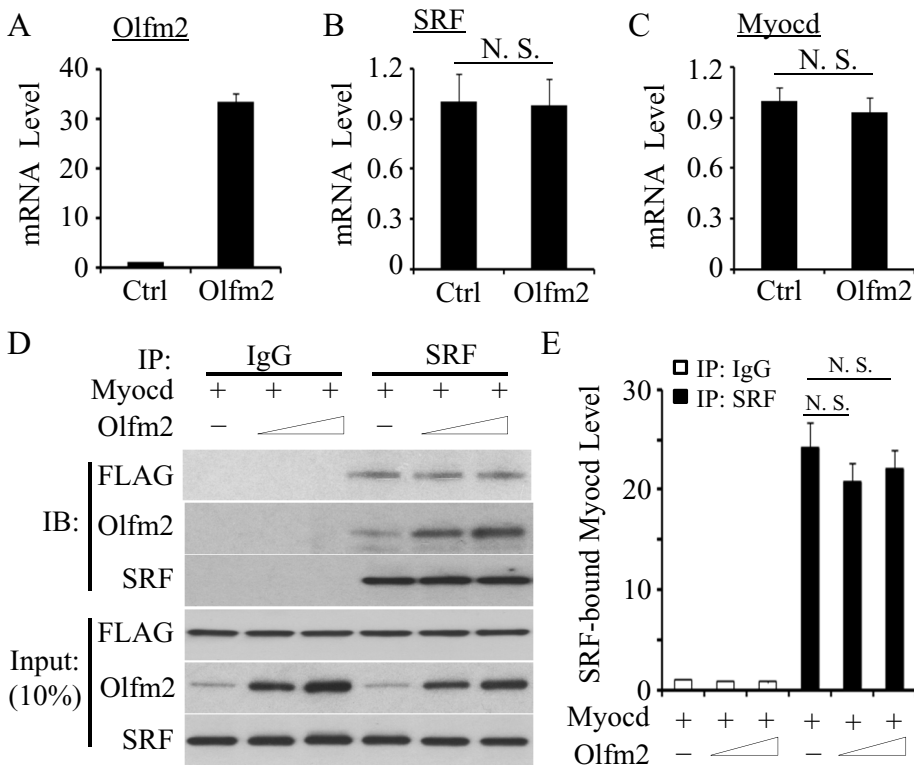 A
Olfm2
mRNA Level
40
30
20
10
0
Ctrl Olfm2
B
SRF
N. S.
mRNA Level
1.2
0.9
0.6
0.3
0
Ctrl Olfm2
C
Myocd
N. S.
mRNA Level
1.2
0.9
0.6
0.3
0
Ctrl Olfm2
D
IP: IgG SRF
Myocd + + + + + +
Olfm2 – –
IB:
FLAG
Olfm2
SRF
Input:
(10%)
FLAG
Olfm2
SRF
E
IP: IgG
IP: SRF
N. S.
N. S.
SRF-bound Myocd Level
30
20
10
0
Myocd + + + + + +
Olfm2 – –